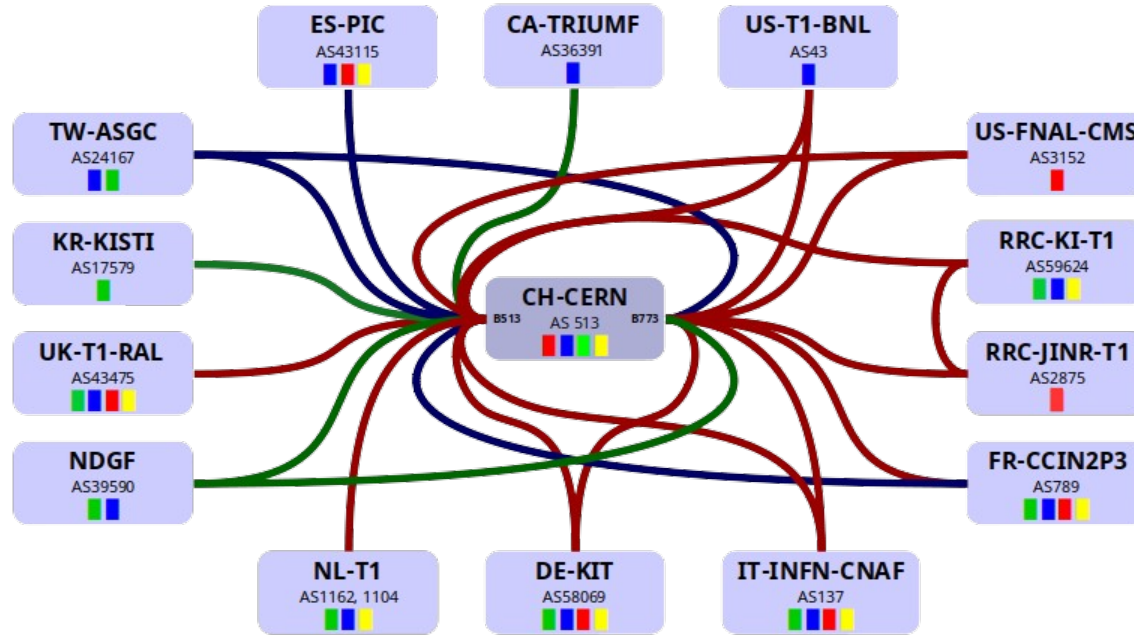 ES-PIC
AS43115
CA-TRIUMF
AS36391
US-T1-BNL
AS43
TW-ASGC
AS24167
US-FNAL-CMS
AS3152
KR-KISTI
AS17579
RRC-KI-T1
AS59624
CH-CERN
B513
AS 513
B773
UK-T1-RAL
AS43475
RRC-JINR-T1
AS2875
NDGF
AS39590
FR-CCIN2P3
AS789
NL-T1
AS1162, 1104
DE-KIT
AS58069
IT-INFN-CNAF
AS137